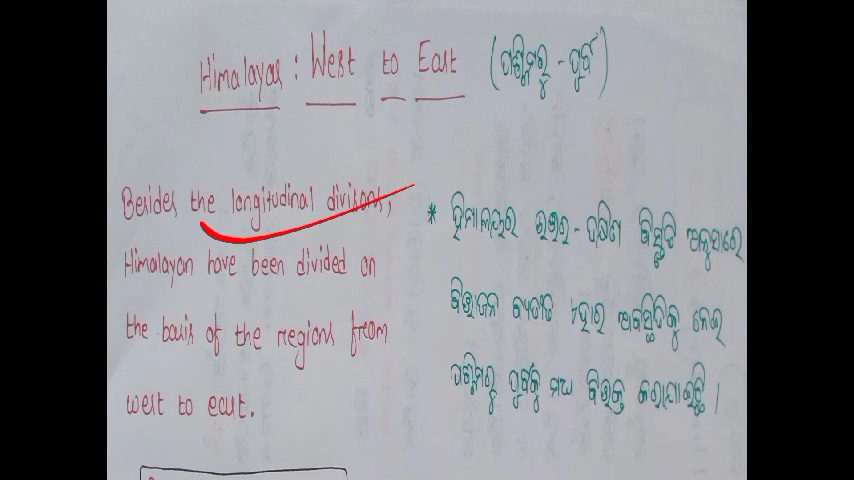 Himalayas : West to East (ପଶ୍ଚିମରୁ - ପୂର୍ବ)
Besides the longitudinal divisons,
Himalayan have been divided on
the basis of the regions from
west to east.
* ହିମାଳୟର ଉତ୍ତର - ଦକ୍ଷିଣ ବିସ୍ତୃତି ଅନୁସାରେ
ବିଭାଜନ ବ୍ୟତୀତ ଏହାର ଅବସ୍ଥିତିକୁ ନେଇ
ପଶ୍ଚିମରୁ ପୂର୍ବକୁ ମଧ୍ୟ ବିଭକ୍ତ କରାଯାଇଛି ।